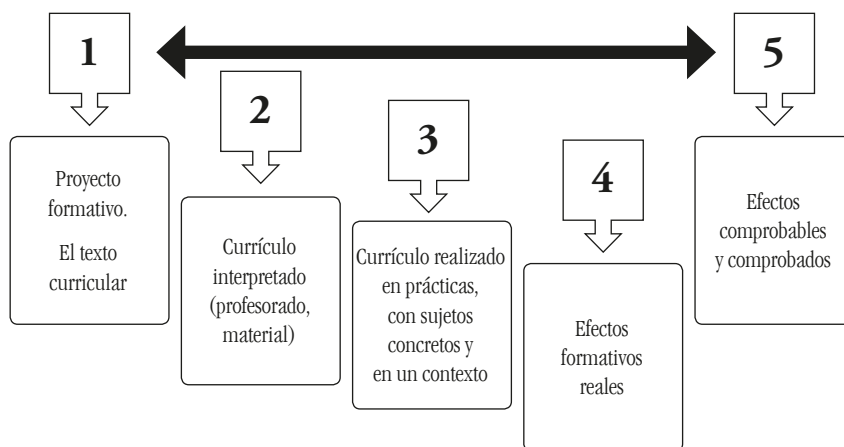 1
Proyecto
formativo.
El texto
curricular
2
Currículo
interpretado
(profesorado,
material)
3
Currículo realizado
en prácticas,
con sujetos
concretos y
en un contexto
4
Efectos
formativos
reales
5
Efectos
comprobables
y comprobados